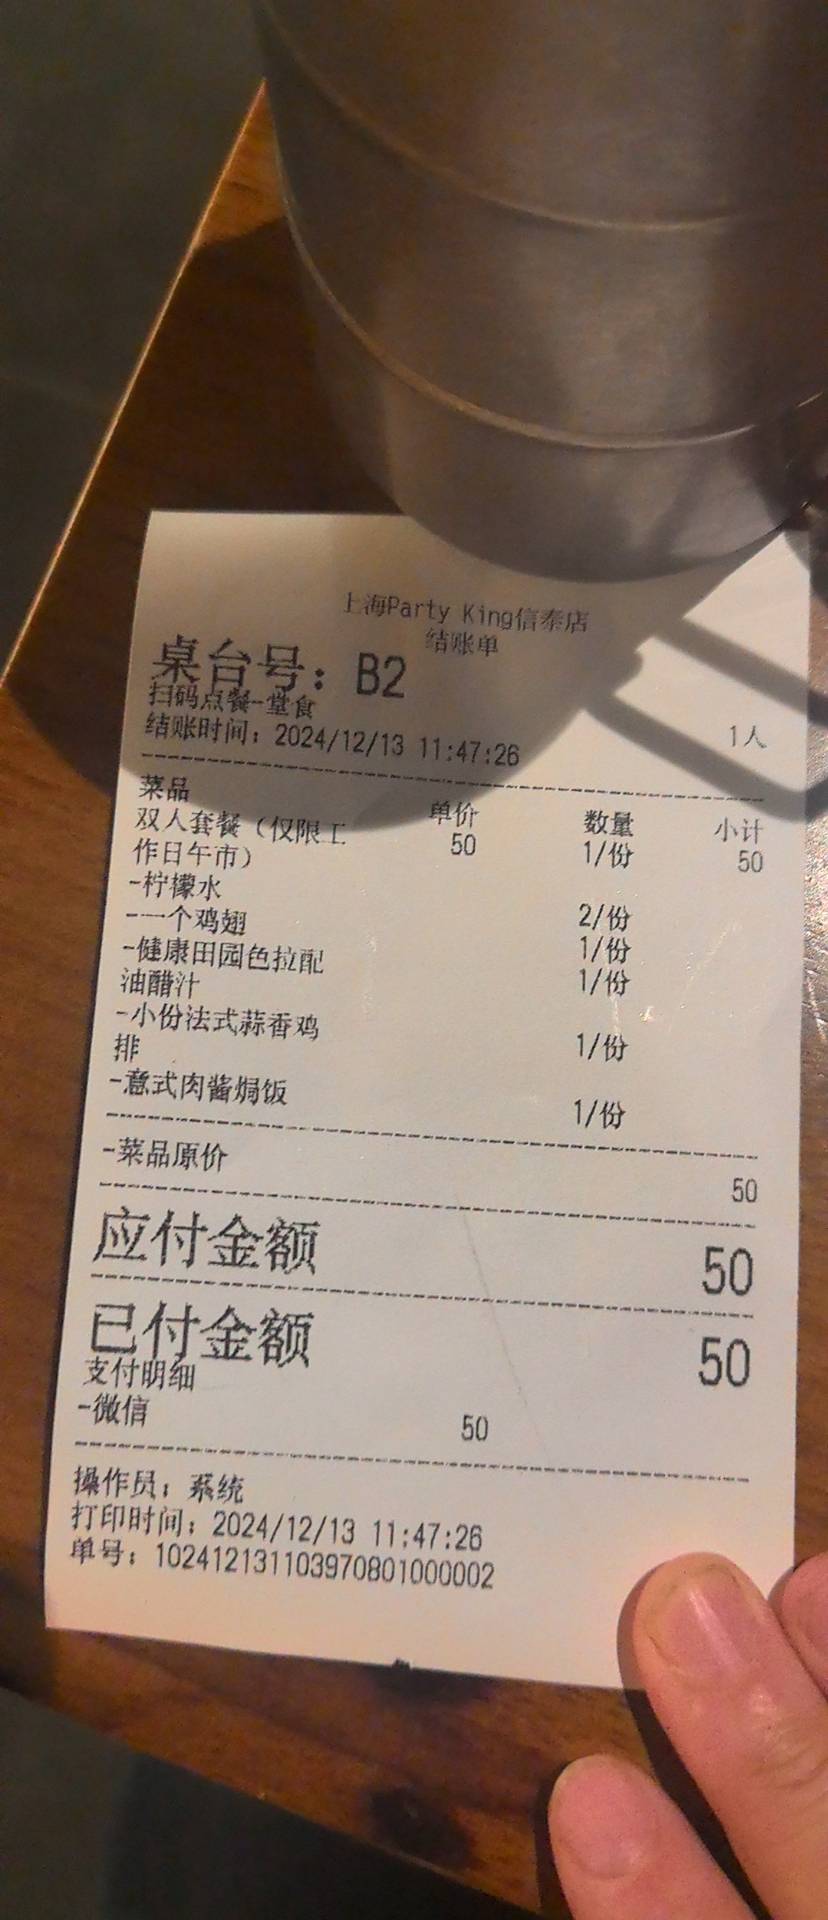 上海Party King信泰店
结账单
桌台号：B2
扫码点餐-堂食
结账时间：2024/12/13 11:47:26 1人
菜品 单价 数量 小计
双人套餐（仅限工 50 1/份 50
作日午市）
-柠檬水 2/份
-一个鸡翅 1/份
-健康田园色拉配 1/份
油醋汁
-小份法式蒜香鸡 1/份
排
-意式肉酱焗饭 1/份
-菜品原价 50
应付金额 50
已付金额 50
支付明细
-微信 50
操作员：系统
打印时间：2024/12/13 11:47:26
单号：102412131103970801000002